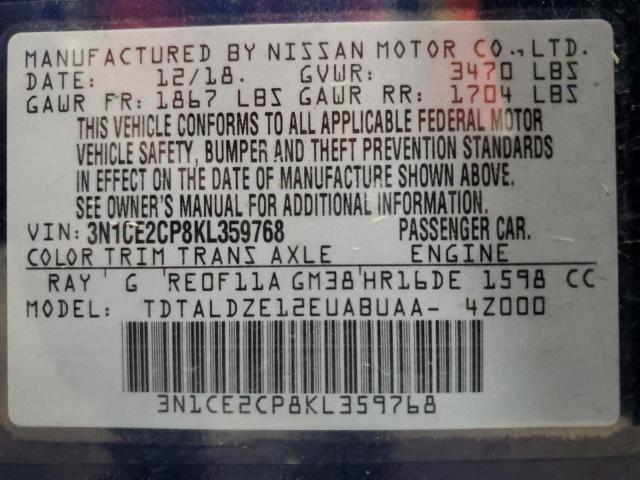 MANUFACTURED BY NISSAN MOTOR CO., LTD.
DATE: 12/18. GVWR: 3470 LBS
GAWR FR: 1867 LBS GAWR RR: 1704 LBS
THIS VEHICLE CONFORMS TO ALL APPLICABLE FEDERAL MOTOR
VEHICLE SAFETY, BUMPER AND THEFT PREVENTION STANDARDS
IN EFFECT ON THE DATE OF MANUFACTURE SHOWN ABOVE.
SEE OWNER'S MANUAL FOR ADDITIONAL INFORMATION.
VIN: 3N1CE2CP8KL359768 PASSENGER CAR.
COLOR TRIM TRANS AXLE ENGINE
RAY G RE0F11A GM38 HR16DE 1598 CC
MODEL: TDTALDZE12EUABUAA- 4Z000
3N1CE2CP8KL359768